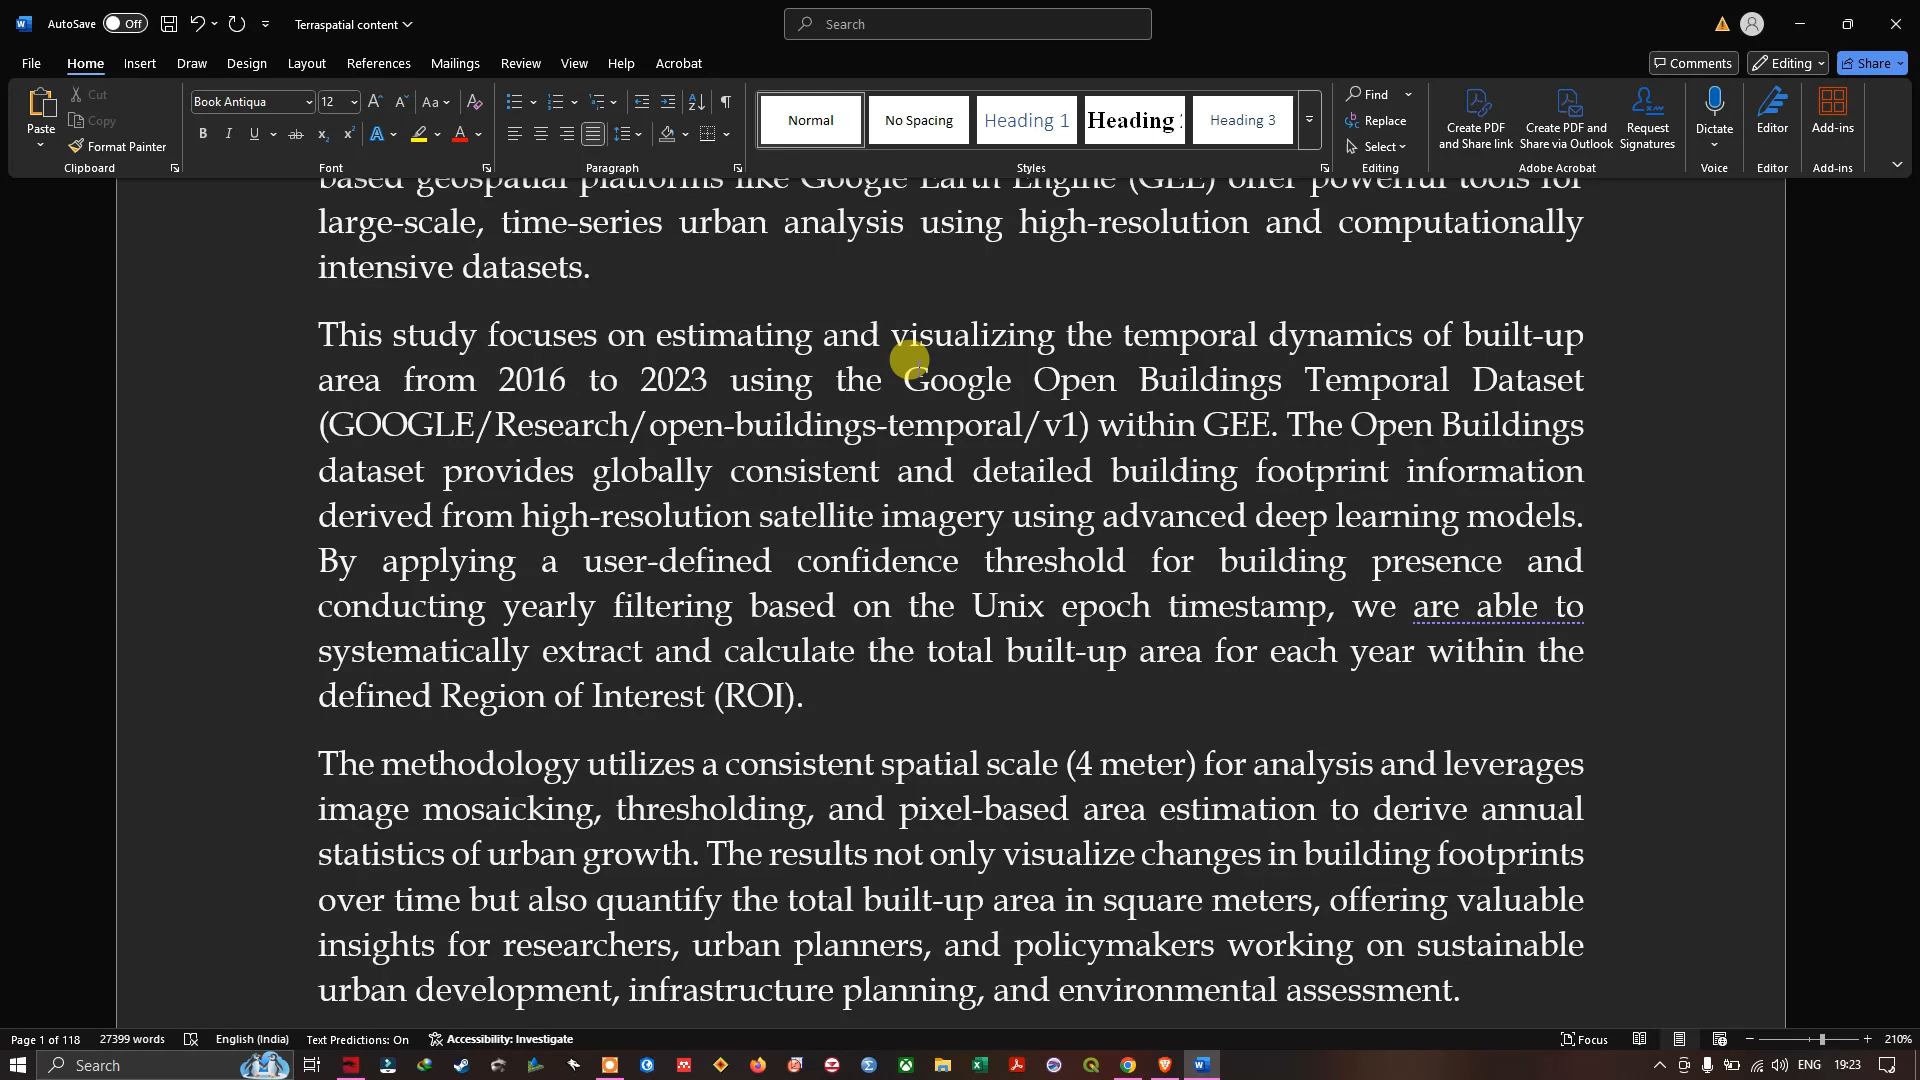 AutoSave Off Terraspatial content Search
File Home Insert Draw Design Layout References Mailings Review View Help Acrobat Comments Editing Share
Paste Cut Copy Format Painter Clipboard
Book Antiqua 12 Font
Paragraph
Normal No Spacing Heading 1 Heading Heading 3 Styles
Find Replace Select Editing
Create PDF and Share link Create PDF and Share via Outlook Request Signatures Adobe Acrobat
Dictate Voice Editor Editor Add-ins Add-ins
based geospatial platforms like Google Earth Engine (GEE) offer powerful tools for
large-scale, time-series urban analysis using high-resolution and computationally
intensive datasets.
This study focuses on estimating and visualizing the temporal dynamics of built-up
area from 2016 to 2023 using the Google Open Buildings Temporal Dataset
(GOOGLE/Research/open-buildings-temporal/v1) within GEE. The Open Buildings
dataset provides globally consistent and detailed building footprint information
derived from high-resolution satellite imagery using advanced deep learning models.
By applying a user-defined confidence threshold for building presence and
conducting yearly filtering based on the Unix epoch timestamp, we are able to
systematically extract and calculate the total built-up area for each year within the
defined Region of Interest (ROI).
The methodology utilizes a consistent spatial scale (4 meter) for analysis and leverages
image mosaicking, thresholding, and pixel-based area estimation to derive annual
statistics of urban growth. The results not only visualize changes in building footprints
over time but also quantify the total built-up area in square meters, offering valuable
insights for researchers, urban planners, and policymakers working on sustainable
urban development, infrastructure planning, and environmental assessment.
Page 1 of 118 27399 words English (India) Text Predictions: On Accessibility: Investigate Focus 210%
Search ENG 19:23